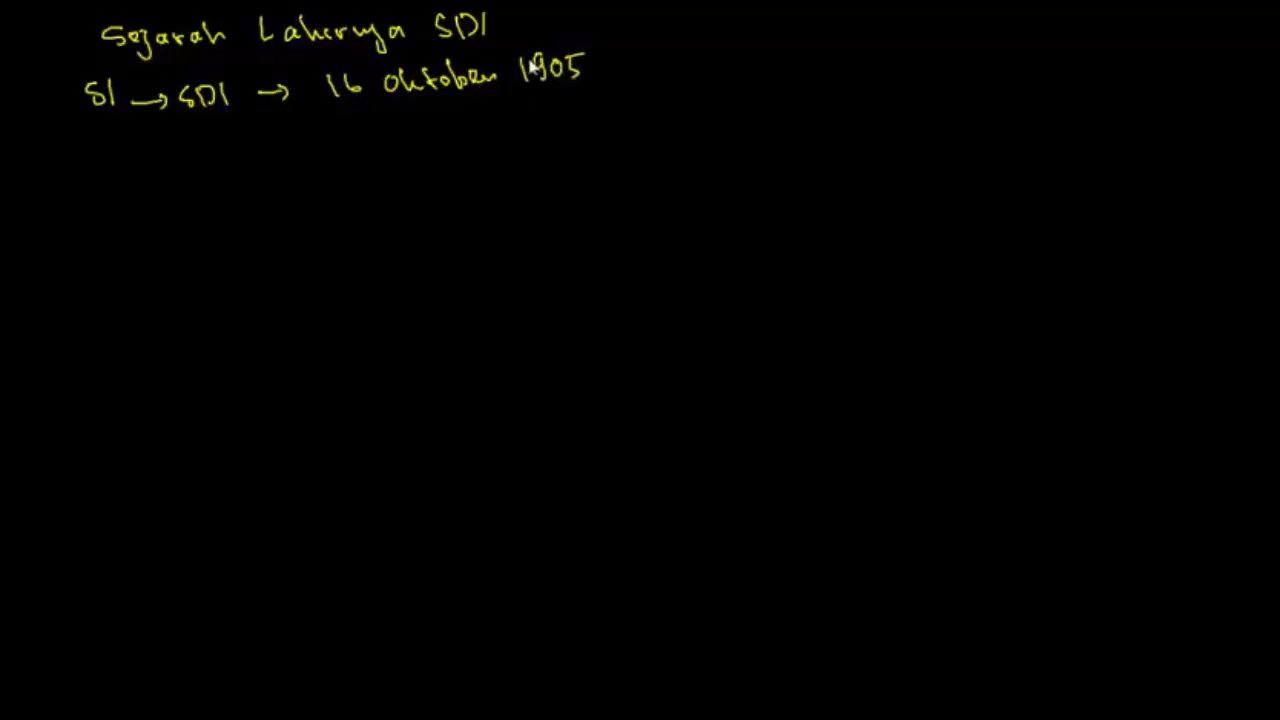 Sejarah Lahirnya SDI
SI → SDI → 16 Oktober 1905